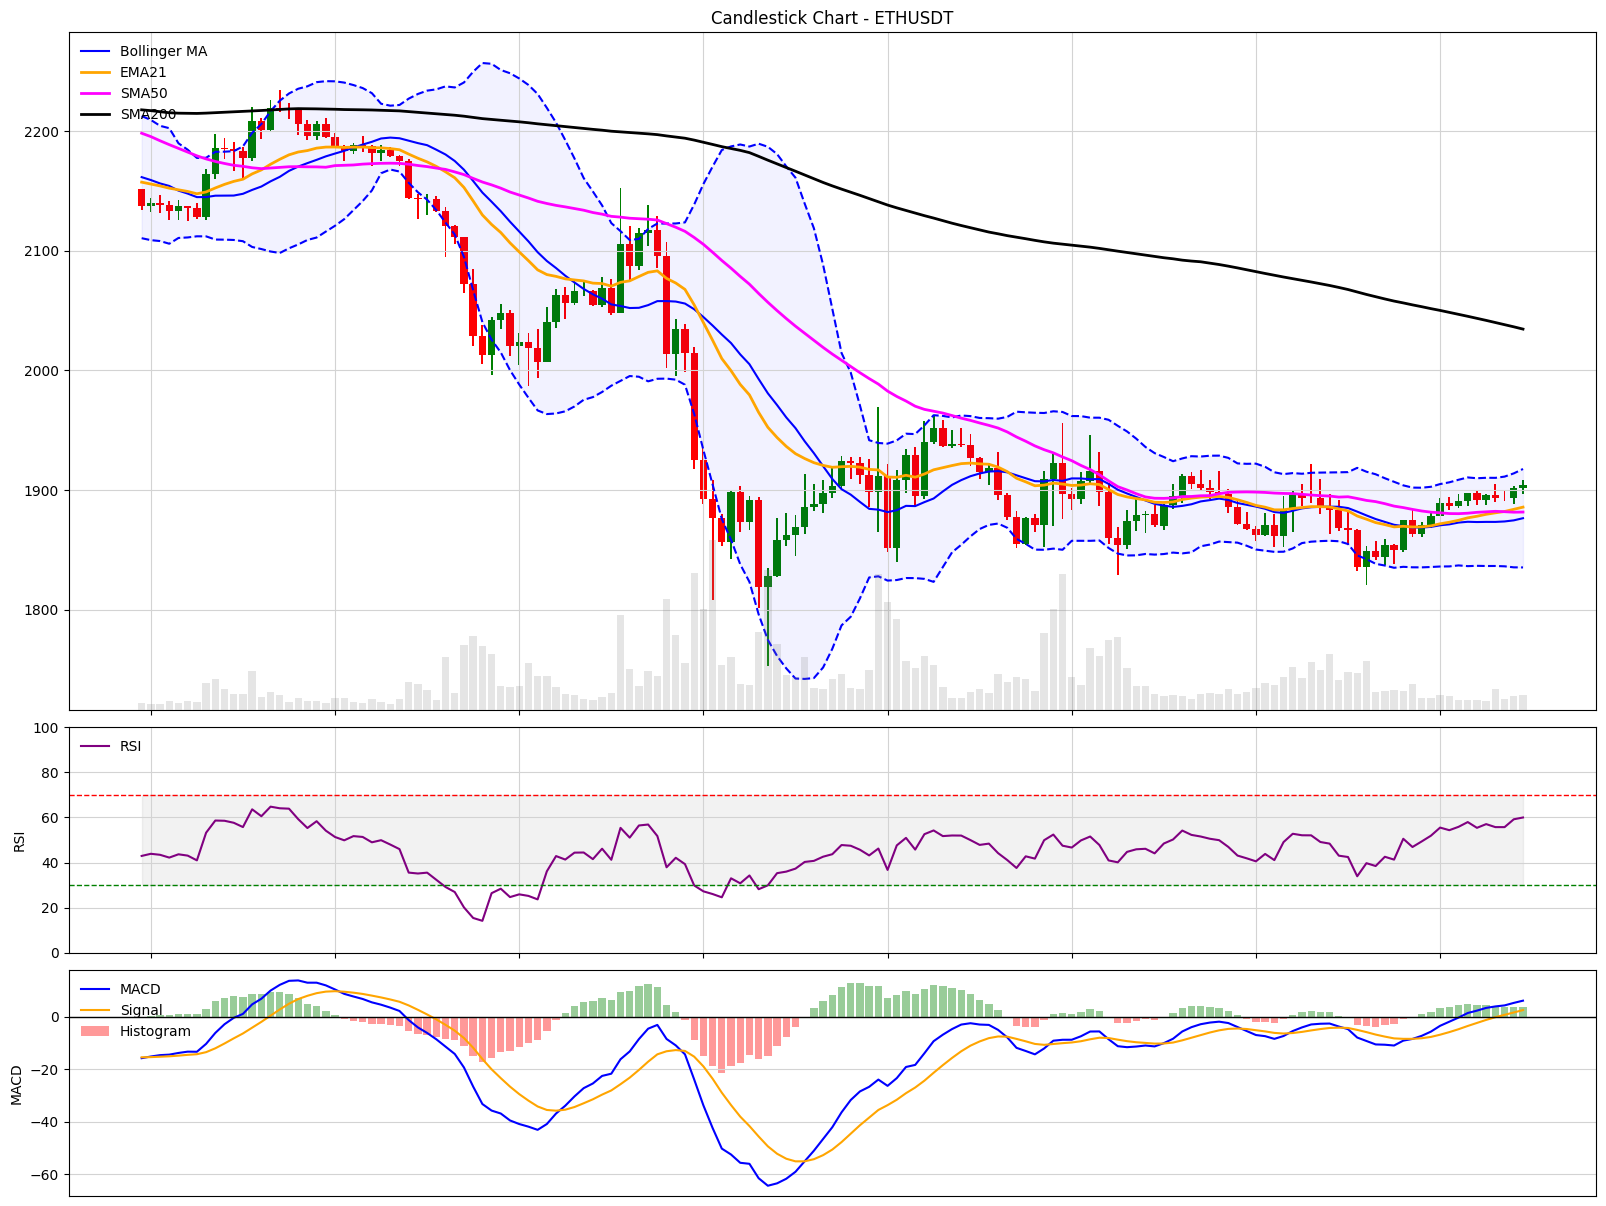 Candlestick Chart - ETHUSDT
Bollinger MA
EMA21
SMA50
SMA200
2200
2100
2000
1900
1800
RSI
100
80
60
40
20
0
RSI
MACD
Signal
Histogram
0
−20
−40
−60
MACD